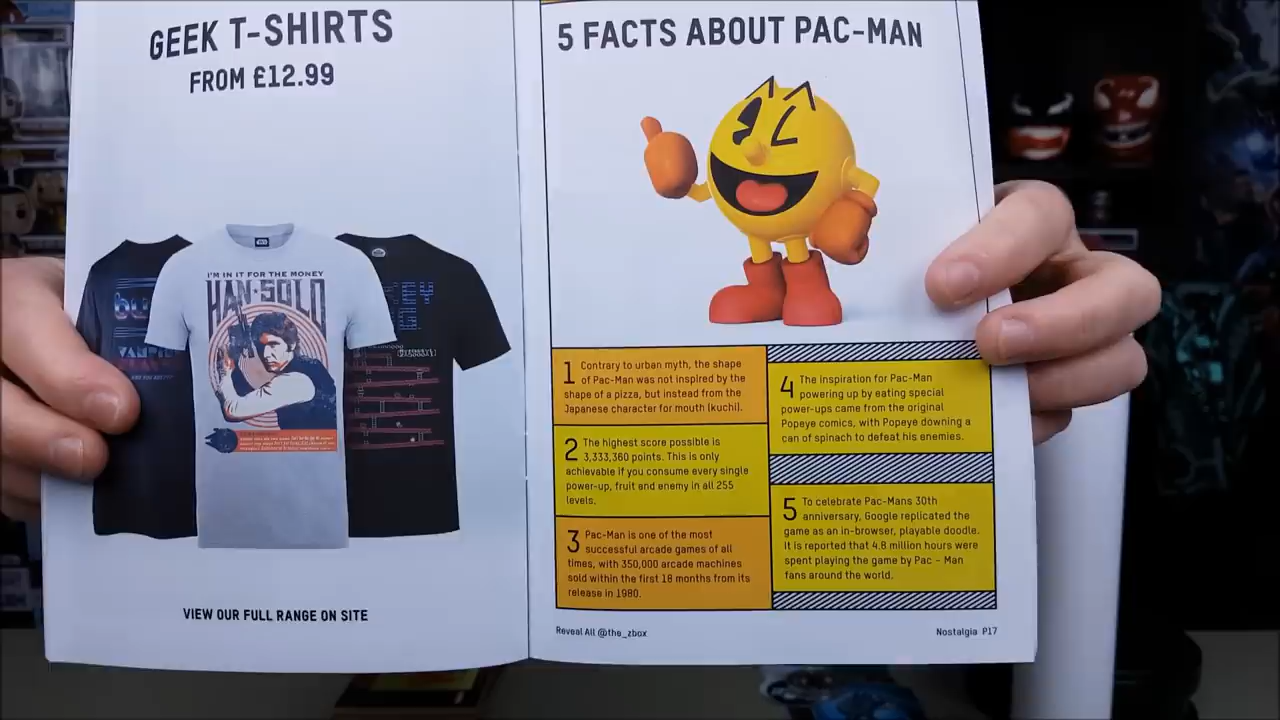 GEEK T-SHIRTS
FROM £12.99
I'M IN IT FOR THE MONEY
HAN·SOLO
VIEW OUR FULL RANGE ON SITE
5 FACTS ABOUT PAC-MAN
1 Contrary to urban myth, the shape
of Pac-Man was not inspired by the
shape of a pizza, but instead from the
Japanese character for mouth (kuchi).
2 The highest score possible is
3,333,360 points. This is only
achievable if you consume every single
power-up, fruit and enemy in all 255
levels.
3 Pac-Man is one of the most
successful arcade games of all
times, with 350,000 arcade machines
sold within the first 18 months from its
release in 1980.
4 The inspiration for Pac-Man
powering up by eating special
power-ups came from the original
Popeye comics, with Popeye downing a
can of spinach to defeat his enemies.
5 To celebrate Pac-Mans 30th
anniversary, Google replicated the
game as an in-browser, playable doodle.
It is reported that 4.8 million hours were
spent playing the game by Pac - Man
fans around the world.
Reveal All @the_zbox
Nostalgia P17